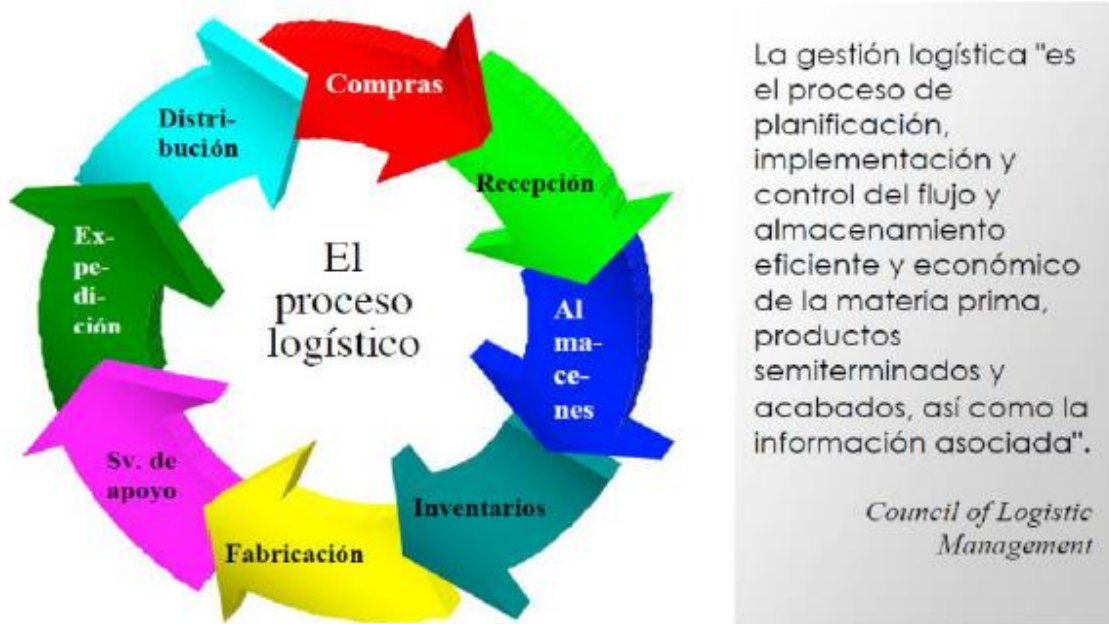 Compras
Recepción
Al
ma-
ce-
nes
Inventarios
Fabricación
Sv. de
apoyo
Ex-
pe-
di-
ción
Distri-
bución
El
proceso
logístico
La gestión logística "es
el proceso de
planificación,
implementación y
control del flujo y
almacenamiento
eficiente y económico
de la materia prima,
productos
semiterminados y
acabados, así como la
información asociada".
Council of Logistic
Management